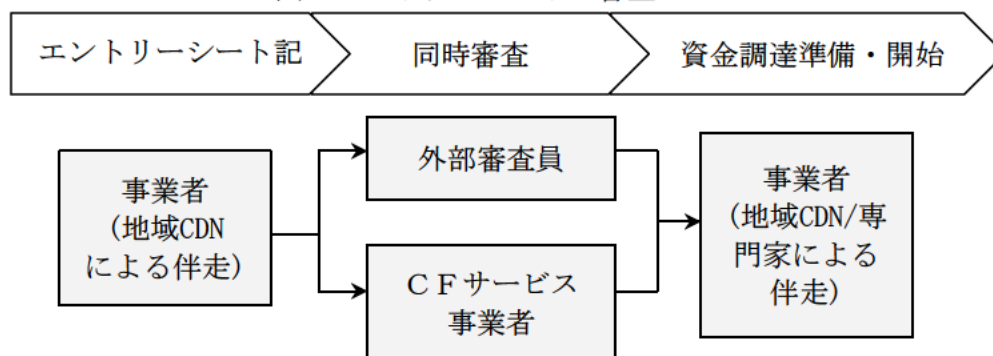 エントリーシート記
同時審査
資金調達準備・開始
事業者
(地域CDN
による伴走)
外部審査員
ＣＦサービス
事業者
事業者
(地域CDN/専
門家による
伴走)